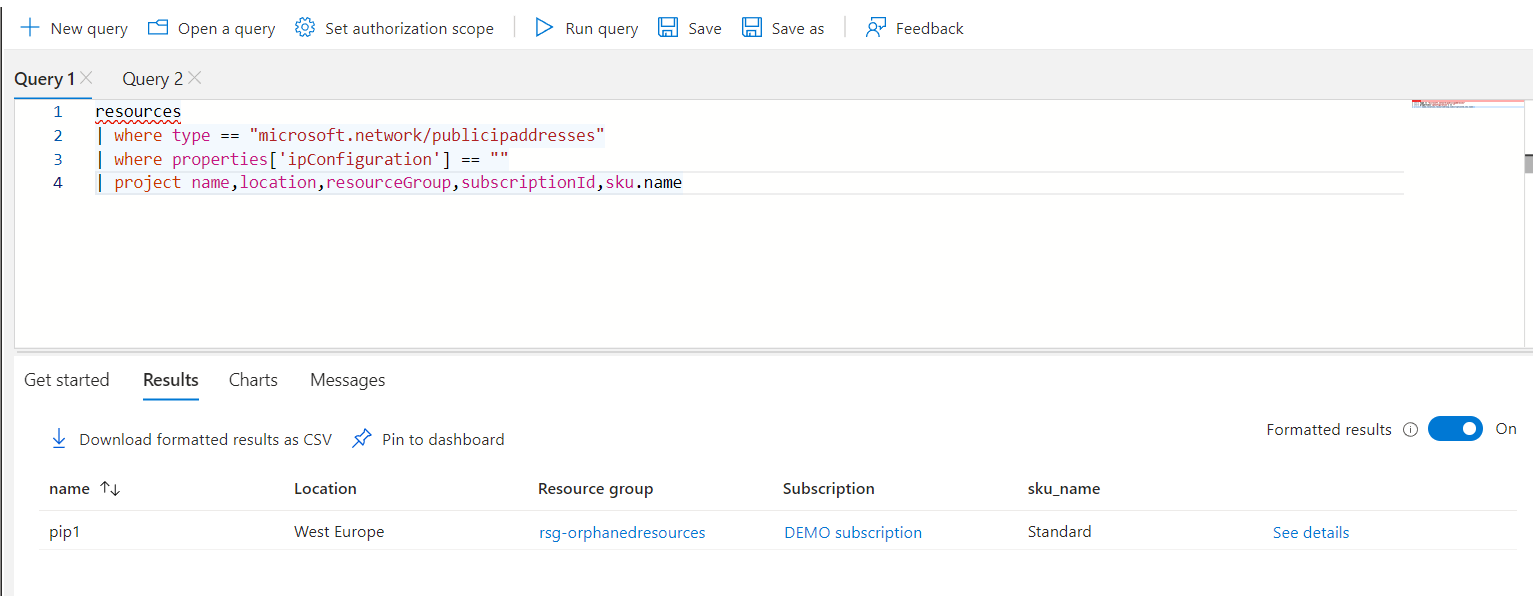 New query Open a query Set authorization scope Run query Save Save as Feedback
Query 1 Query 2
1 resources
2 | where type == "microsoft.network/publicipaddresses"
3 | where properties['ipConfiguration'] == ""
4 | project name,location,resourceGroup,subscriptionId,sku.name
Get started Results Charts Messages
Download formatted results as CSV Pin to dashboard Formatted results On
name Location Resource group Subscription sku_name
pip1 West Europe rsg-orphanedresources DEMO subscription Standard See details